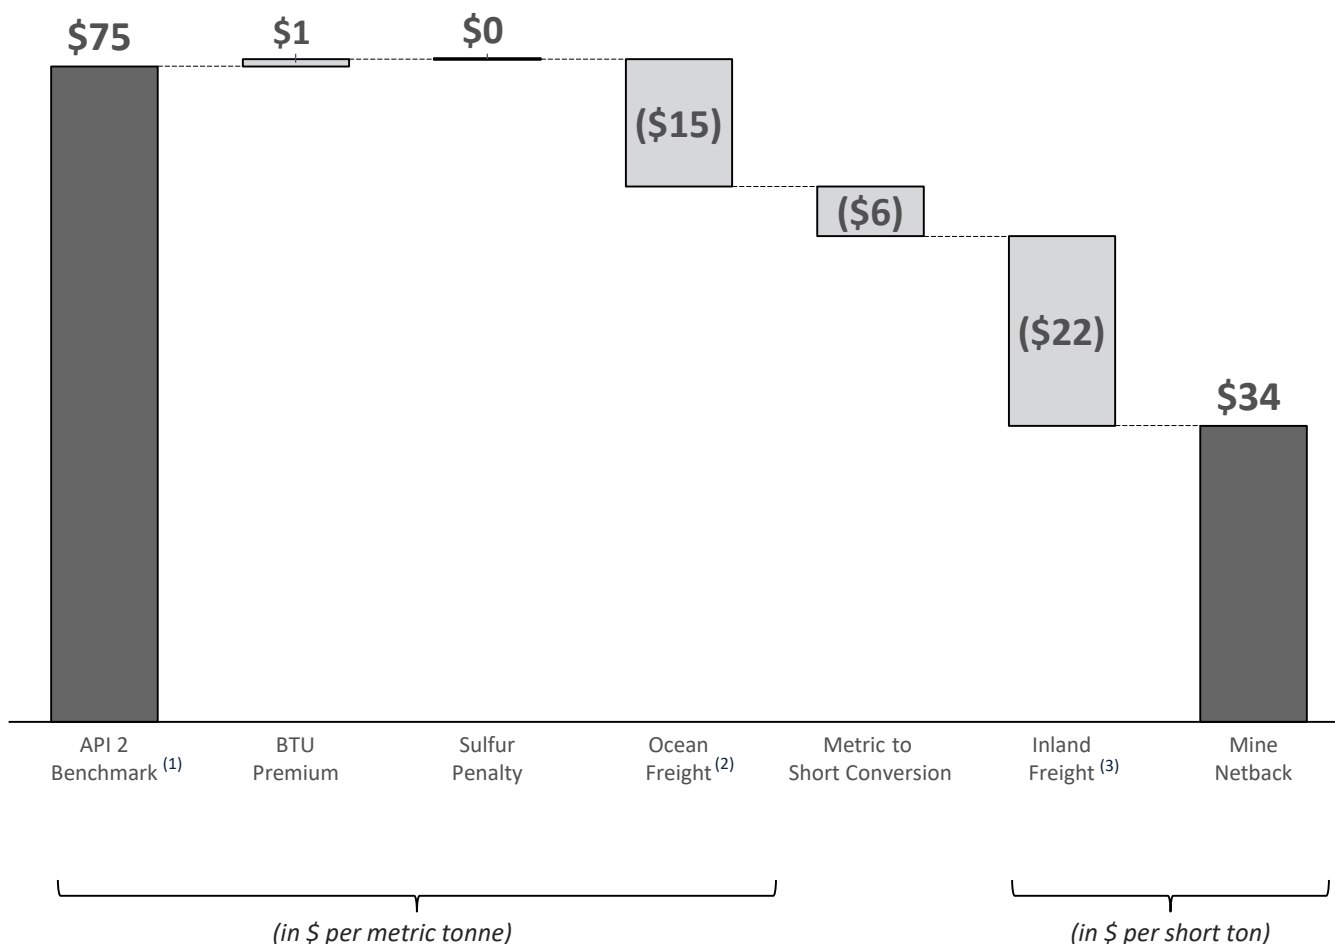 $75
$1
$0
($15)
($6)
($22)
$34
API 2
Benchmark (1)
BTU
Premium
Sulfur
Penalty
Ocean
Freight (2)
Metric to
Short Conversion
Inland
Freight (3)
Mine
Netback
(in $ per metric tonne)
(in $ per short ton)